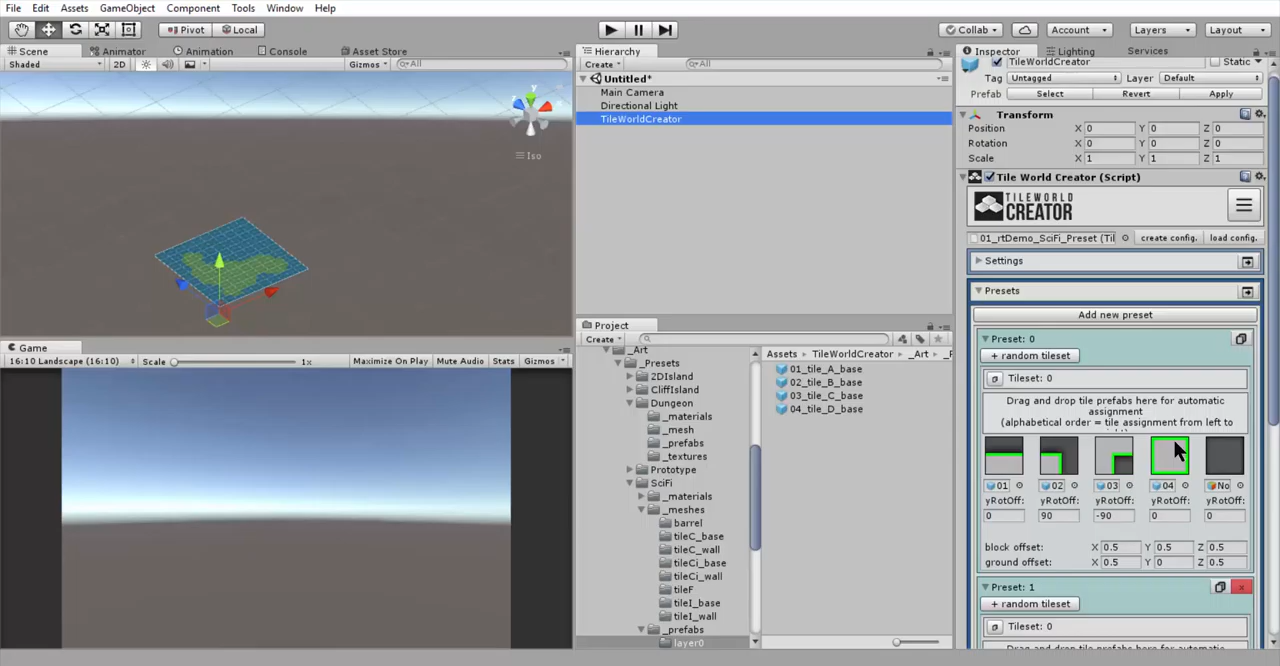 File Edit Assets GameObject Component Tools Window Help
Pivot Local Collab Account Layers Layout
Scene Animator Animation Console Asset Store
Shaded 2D Gizmos All
Iso
Game
16:10 Landscape (16:10) Scale 1x Maximize On Play Mute Audio Stats Gizmos
Hierarchy
Create All
Untitled*
Main Camera
Directional Light
TileWorldCreator
Project
Create
_Art
_Presets
2DIsland
CliffIsland
Dungeon
_materials
_mesh
_prefabs
_textures
Prototype
SciFi
_materials
_meshes
barrel
tileC_base
tileC_wall
tileCi_base
tileCi_wall
tileF
tileI_base
tileI_wall
_prefabs
layer0
Assets TileWorldCreator _Art
01_tile_A_base
02_tile_B_base
03_tile_C_base
04_tile_D_base
Inspector Lighting Services
TileWorldCreator Static
Tag Untagged Layer Default
Prefab Select Revert Apply
Transform
Position X 0 Y 0 Z 0
Rotation X 0 Y 0 Z 0
Scale X 1 Y 1 Z 1
Tile World Creator (Script)
TILEWORLD
CREATOR
01_rtDemo_SciFi_Preset (Til create config. load config.
Settings
Presets
Add new preset
Preset: 0
+ random tileset
Tileset: 0
Drag and drop tile prefabs here for automatic
assignment
(alphabetical order = tile assignment from left to
01 02 03 04 No
yRotOff: yRotOff: yRotOff: yRotOff: yRotOff:
0 90 -90 0 0
block offset: X 0.5 Y 0.5 Z 0.5
ground offset: X 0.5 Y 0 Z 0.5
Preset: 1
+ random tileset
Tileset: 0